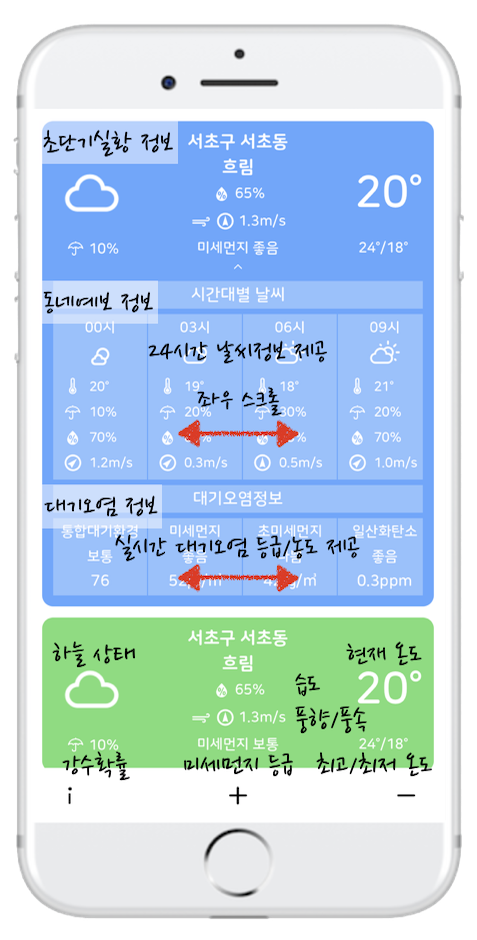 초단기실황 정보
서초구 서초동
흐림
65%
1.3m/s
20°
10%
미세먼지 좋음
24°/18°
동네예보 정보
시간대별 날씨
00시 03시 06시 09시
24시간 날씨정보 제공
20° 19° 18° 21°
좌우 스크롤
10% 20% 30% 20%
70% 70%
1.2m/s 0.3m/s 0.5m/s 1.0m/s
대기오염 정보
대기오염정보
통합대기환경 미세먼지 초미세먼지 일산화탄소
실시간 대기오염 등급/농도 제공
보통 좋음 좋음
76 0.3ppm
서초구 서초동
하늘 상태
흐림
현재 온도
65%
습도
20°
1.3m/s
풍향/풍속
10%
미세먼지 보통
24°/18°
강수확률
미세먼지 등급
최고/최저 온도
i + −